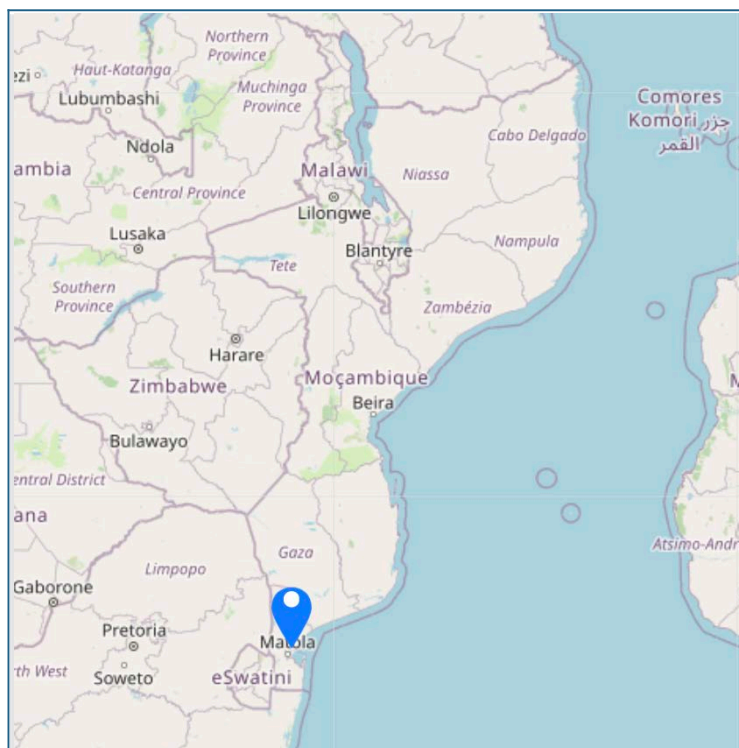 Northern
Province
Haut-Katanga
ezi
Lubumbashi
Muchinga
Province
Comores
Komori جزر
القمر
Ndola
Cabo Delgado
ambia
Malawi
Niassa
Central Province
Lilongwe
Lusaka
Nampula
Blantyre
Tete
Southern
Province
Zambézia
Harare
Zimbabwe
Moçambique
M
Beira
Bulawayo
entral District
ana
Gaza
Atsimo-Andr
Limpopo
Gaborone
Pretoria
Matola
rth West
Soweto
eSwatini